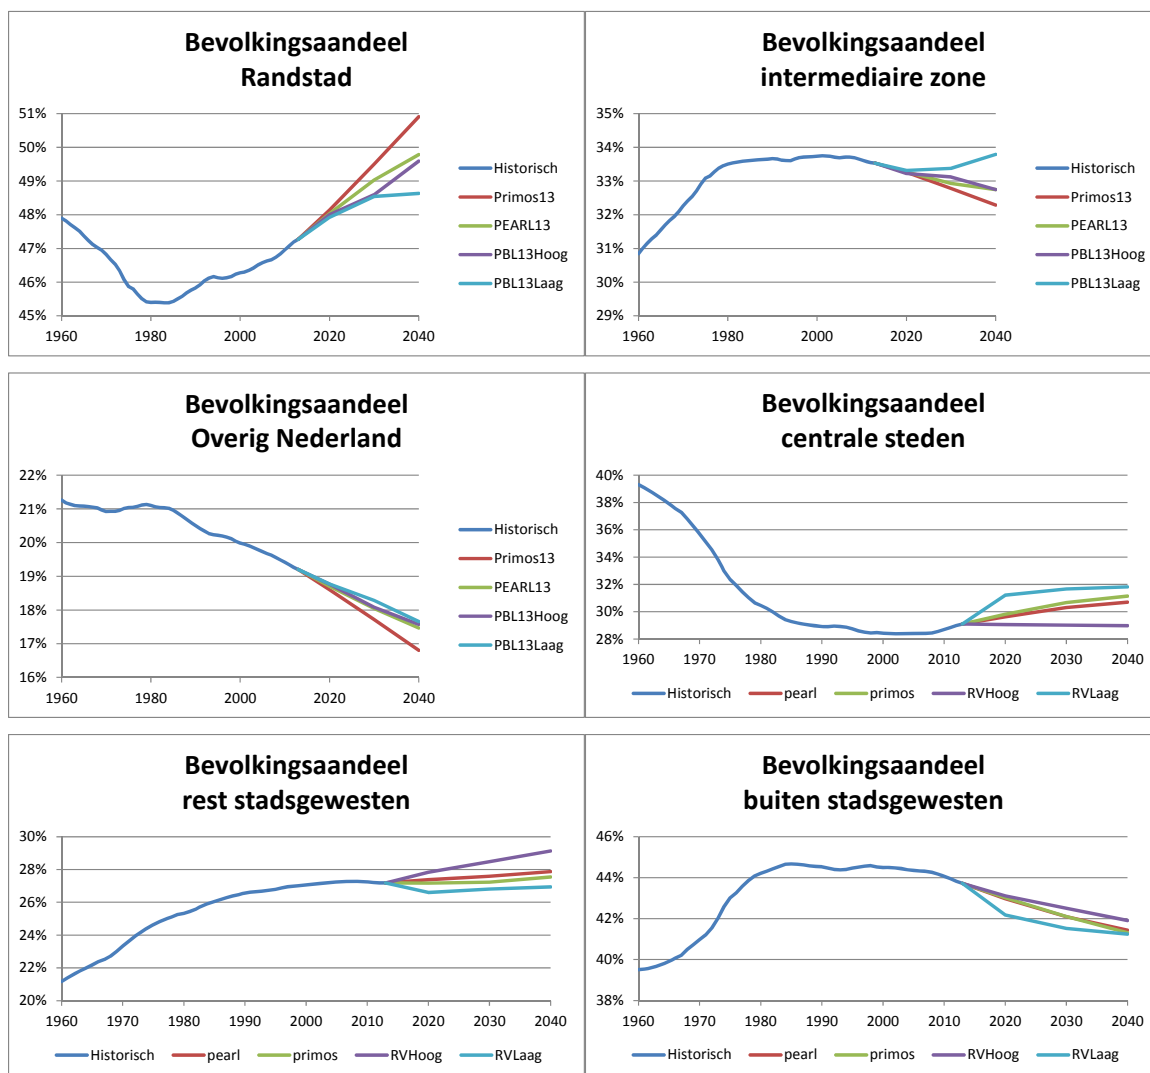 Bevolkingsaandeel
Randstad
51%
50%
49%
48%
47%
46%
45%
1960 1980 2000 2020 2040
Historisch
Primos13
PEARL13
PBL13Hoog
PBL13Laag
Bevolkingsaandeel
intermediaire zone
35%
34%
33%
32%
31%
30%
29%
1960 1980 2000 2020 2040
Historisch
Primos13
PEARL13
PBL13Hoog
PBL13Laag
Bevolkingsaandeel
Overig Nederland
22%
21%
20%
19%
18%
17%
16%
1960 1980 2000 2020 2040
Historisch
Primos13
PEARL13
PBL13Hoog
PBL13Laag
Bevolkingsaandeel
centrale steden
40%
38%
36%
34%
32%
30%
28%
1960 1970 1980 1990 2000 2010 2020 2030 2040
Historisch pearl primos RVHoog RVLaag
Bevolkingsaandeel
rest stadsgewesten
30%
28%
26%
24%
22%
20%
1960 1970 1980 1990 2000 2010 2020 2030 2040
Historisch pearl primos RVHoog RVLaag
Bevolkingsaandeel
buiten stadsgewesten
46%
44%
42%
40%
38%
1960 1970 1980 1990 2000 2010 2020 2030 2040
Historisch pearl primos RVHoog RVLaag